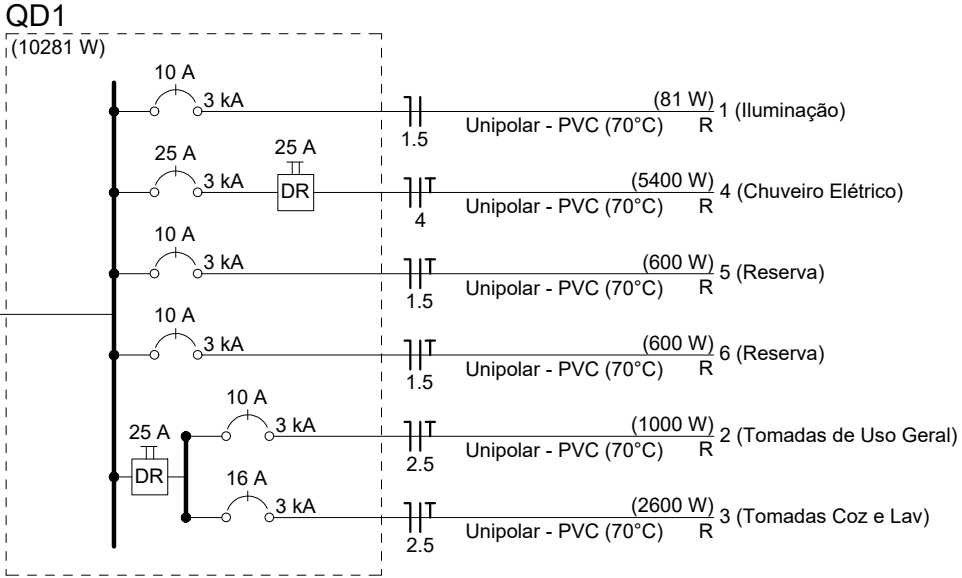 QD1
(10281 W)
10 A
3 kA
1.5
(81 W)
Unipolar - PVC (70°C) R
1 (Iluminação)
25 A
3 kA
25 A
DR
4
(5400 W)
Unipolar - PVC (70°C) R
4 (Chuveiro Elétrico)
10 A
3 kA
1.5
(600 W)
Unipolar - PVC (70°C) R
5 (Reserva)
10 A
3 kA
1.5
(600 W)
Unipolar - PVC (70°C) R
6 (Reserva)
25 A
DR
10 A
3 kA
2.5
(1000 W)
Unipolar - PVC (70°C) R
2 (Tomadas de Uso Geral)
16 A
3 kA
2.5
(2600 W)
Unipolar - PVC (70°C) R
3 (Tomadas Coz e Lav)